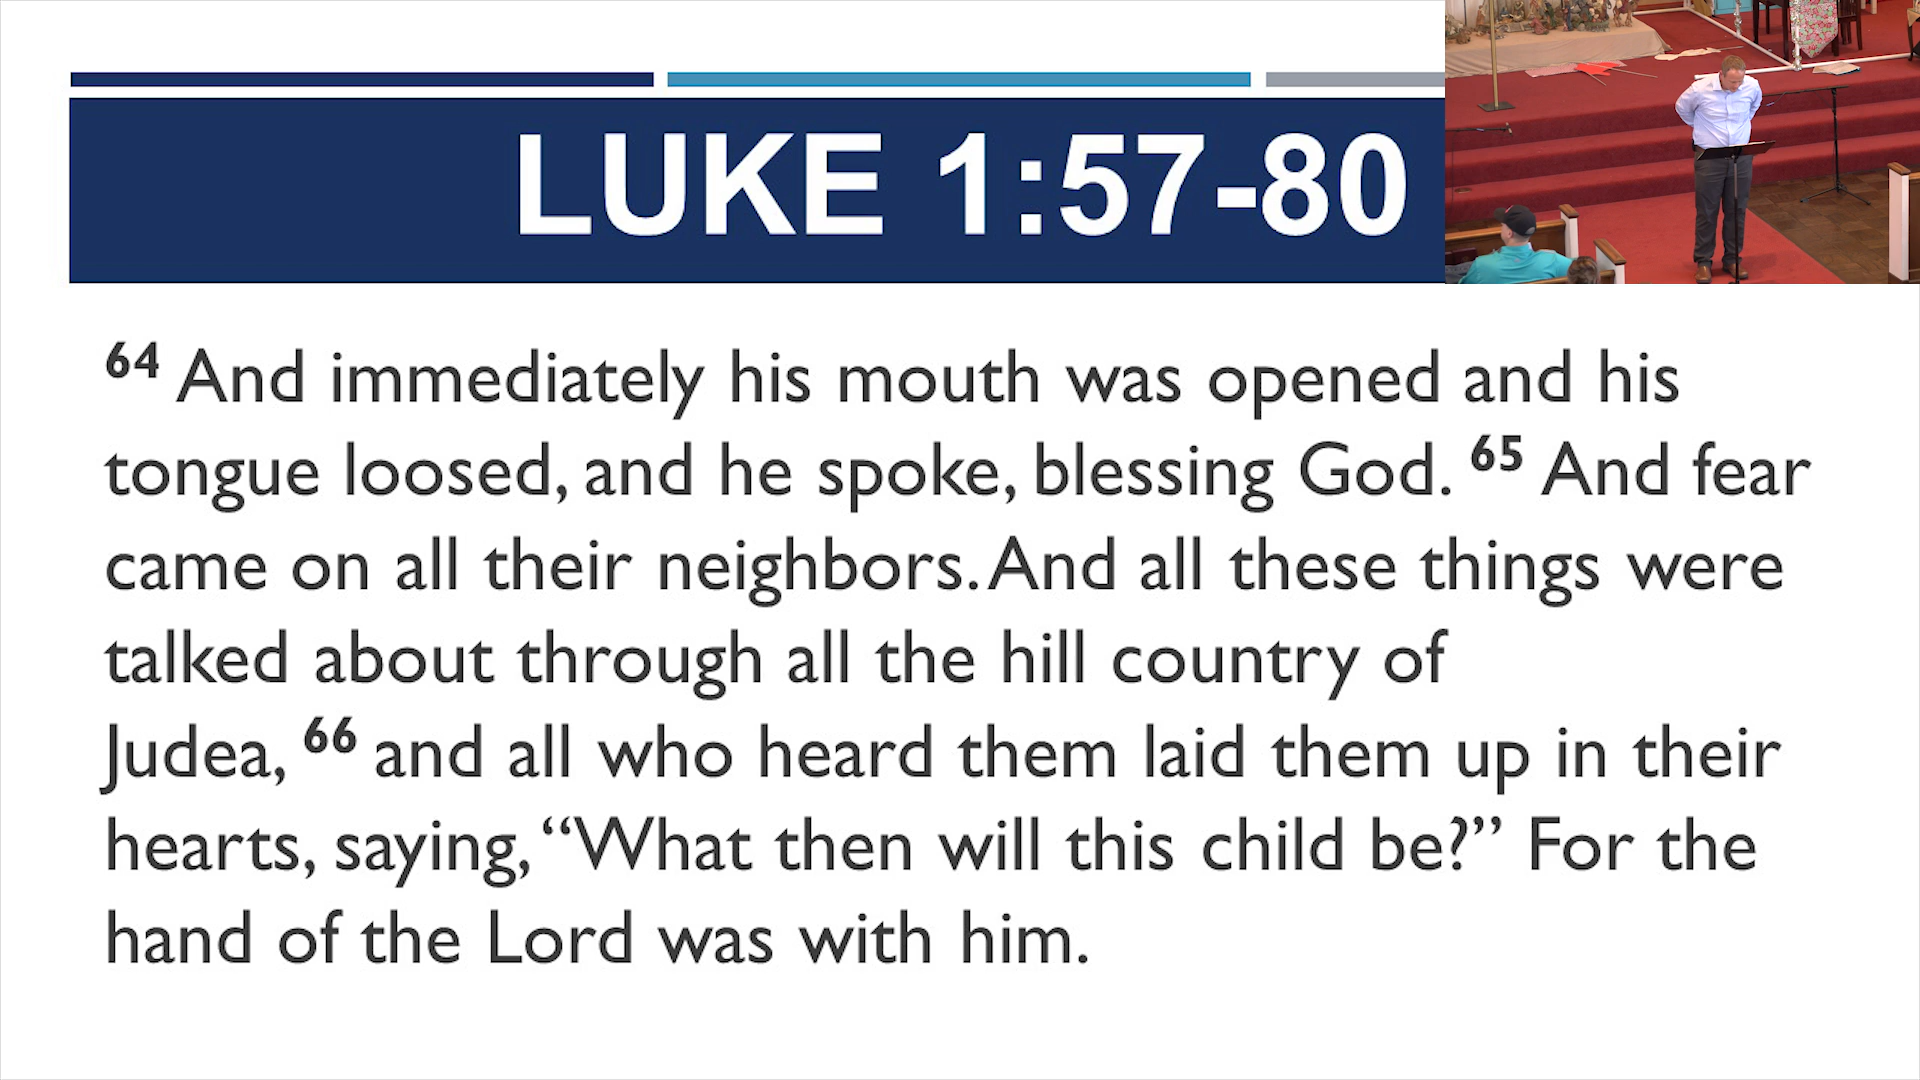 LUKE 1:57-80
64 And immediately his mouth was opened and his
tongue loosed, and he spoke, blessing God. 65 And fear
came on all their neighbors. And all these things were
talked about through all the hill country of
Judea, 66 and all who heard them laid them up in their
hearts, saying, “What then will this child be?” For the
hand of the Lord was with him.